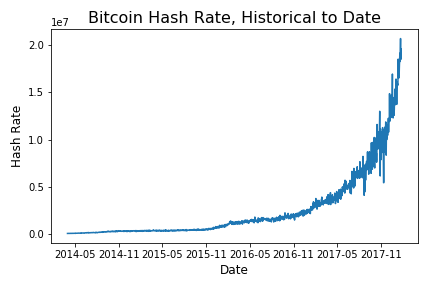 Bitcoin Hash Rate, Historical to Date
1e7
2.0
1.5
1.0
0.5
0.0
Hash Rate
2014-05 2014-11 2015-05 2015-11 2016-05 2016-11 2017-05 2017-11
Date